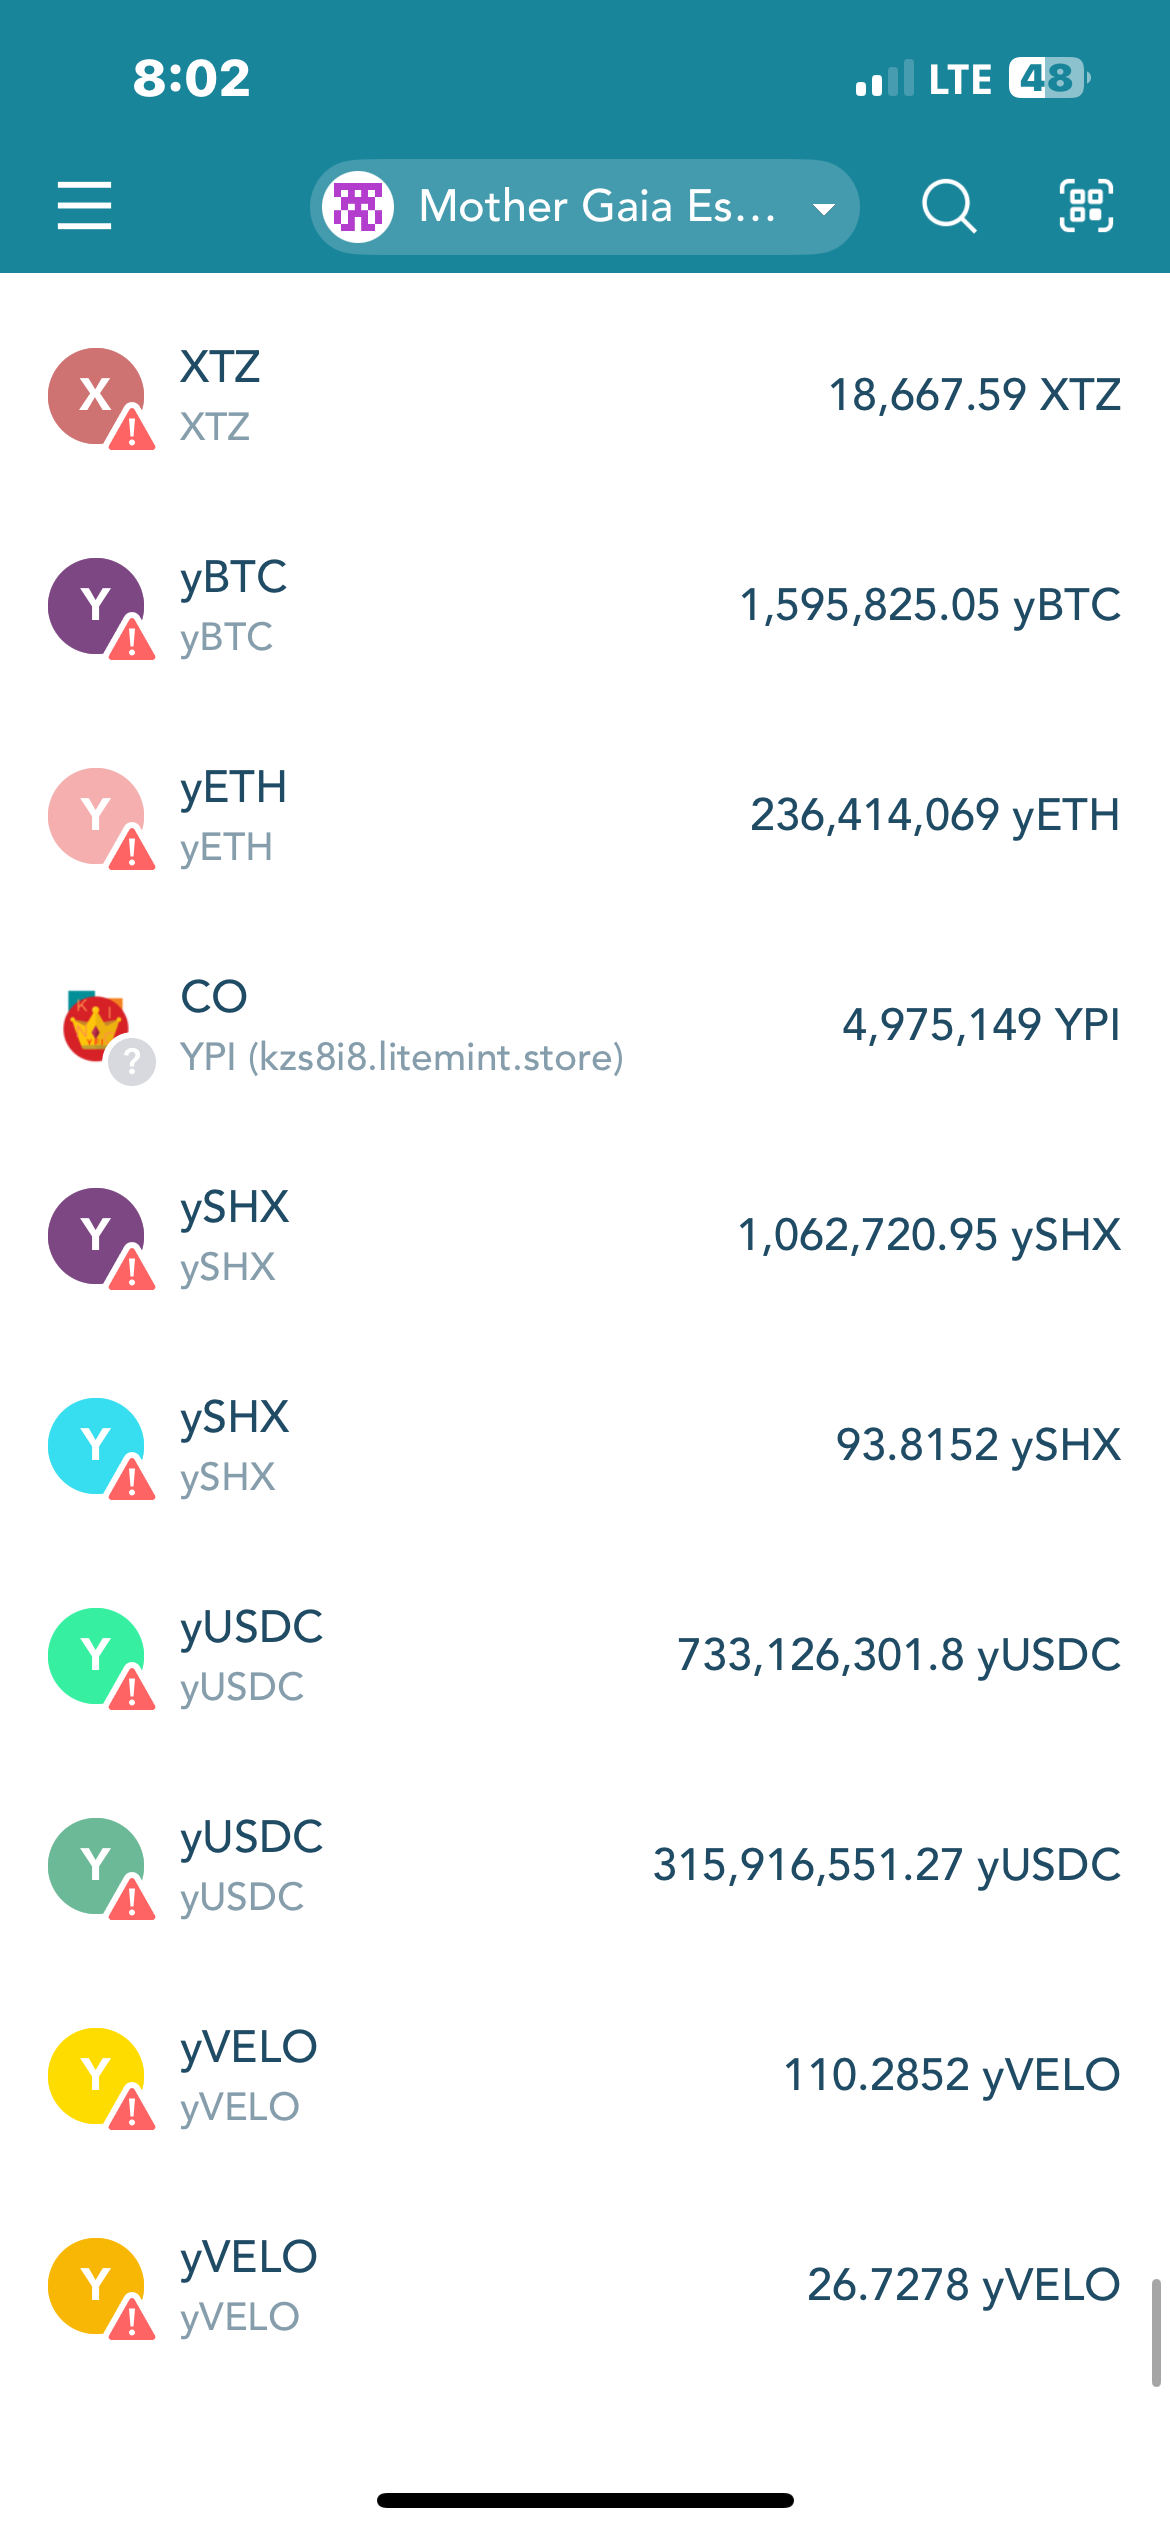 8:02
LTE 48
Mother Gaia Es...
X
XTZ
XTZ
18,667.59 XTZ
Y
yBTC
yBTC
1,595,825.05 yBTC
Y
yETH
yETH
236,414,069 yETH
K I
CO
YPI (kzs8i8.litemint.store)
4,975,149 YPI
?
Y
ySHX
ySHX
1,062,720.95 ySHX
Y
ySHX
ySHX
93.8152 ySHX
Y
yUSDC
yUSDC
733,126,301.8 yUSDC
Y
yUSDC
yUSDC
315,916,551.27 yUSDC
Y
yVELO
yVELO
110.2852 yVELO
Y
yVELO
yVELO
26.7278 yVELO